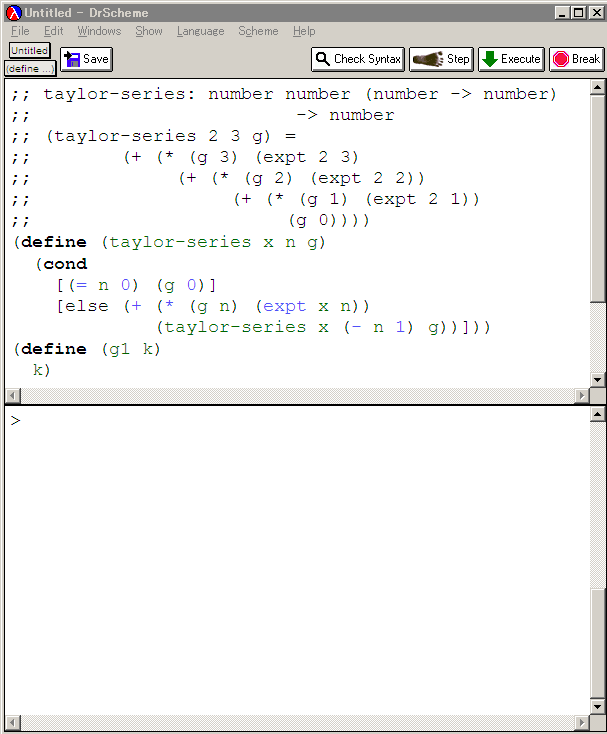 Untitled - DrScheme
File Edit Windows Show Language Scheme Help
Untitled
(define ...)
Save
Check Syntax
Step
Execute
Break
;; taylor-series: number number (number -> number)
;;                        -> number
;; (taylor-series 2 3 g) =
;;        (+ (* (g 3) (expt 2 3)
;;             (+ (* (g 2) (expt 2 2))
;;                  (+ (* (g 1) (expt 2 1))
;;                       (g 0))))
(define (taylor-series x n g)
  (cond
    [(= n 0) (g 0)]
    [else (+ (* (g n) (expt x n))
             (taylor-series x (- n 1) g))]))
(define (g1 k)
  k)
>